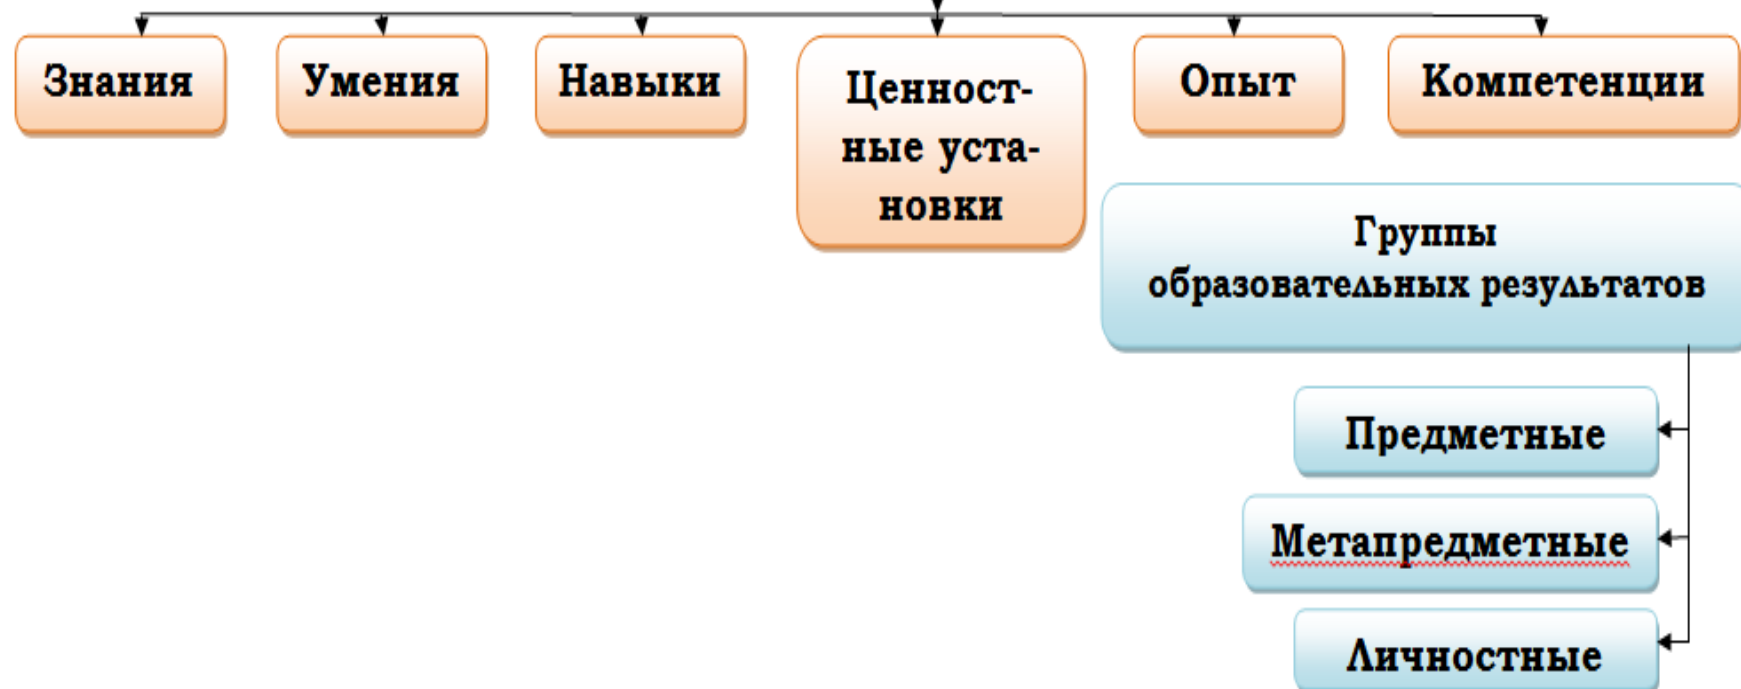 Знания
Умения
Навыки
Ценност-
ные уста-
новки
Опыт
Компетенции
Группы
образовательных результатов
Предметные
Метапредметные
Личностные